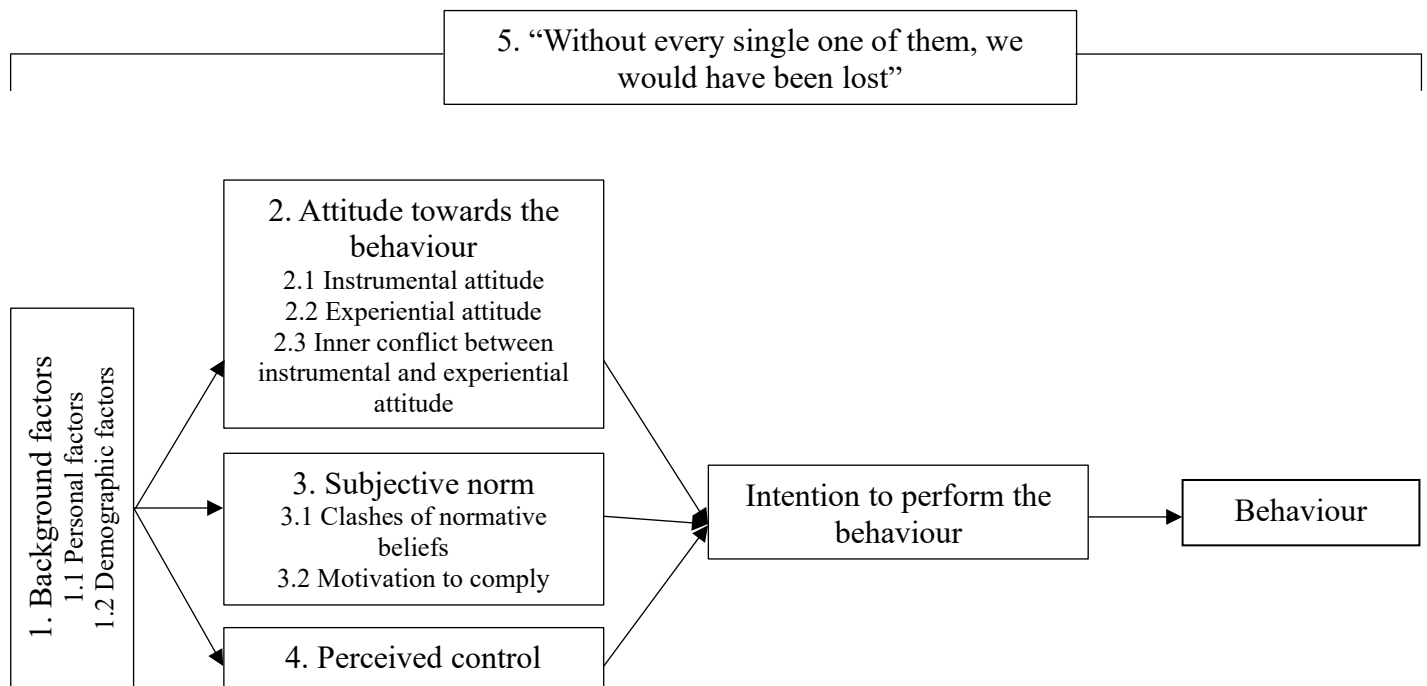 5. “Without every single one of them, we
would have been lost”
2. Attitude towards the
behaviour
2.1 Instrumental attitude
2.2 Experiential attitude
2.3 Inner conflict between
instrumental and experiential
attitude
1. Background factors
1.1 Personal factors
1.2 Demographic factors
3. Subjective norm
3.1 Clashes of normative
beliefs
3.2 Motivation to comply
4. Perceived control
Intention to perform the
behaviour
Behaviour